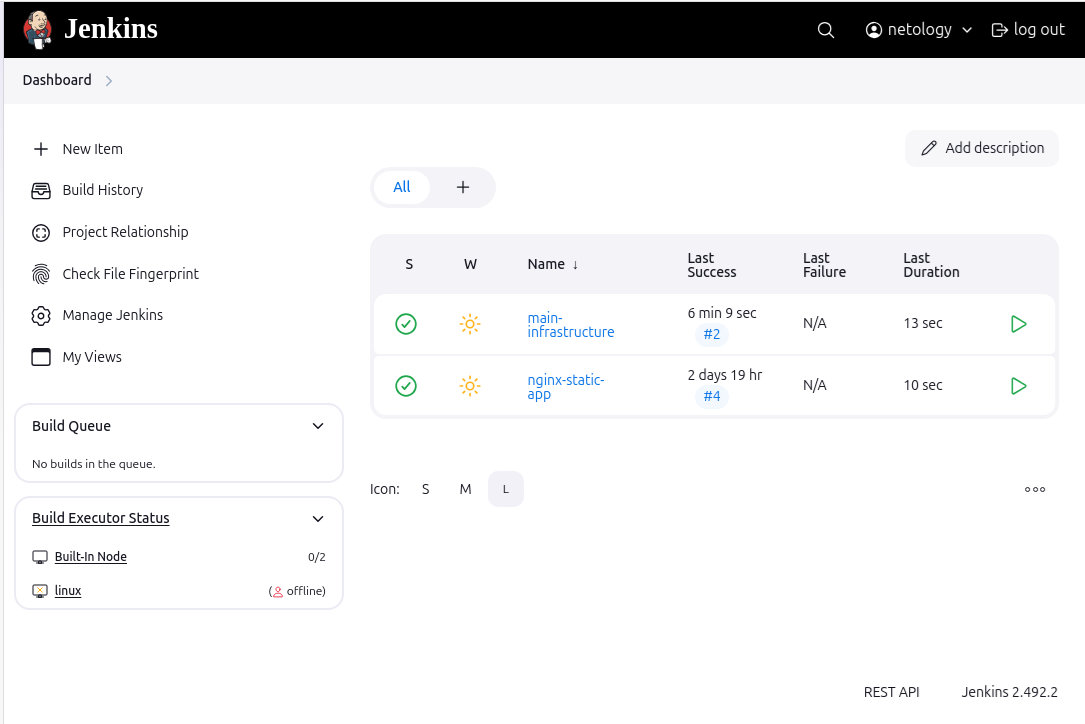 Jenkins
netology
log out
Dashboard
New Item
Build History
Project Relationship
Check File Fingerprint
Manage Jenkins
My Views
Build Queue
No builds in the queue.
Build Executor Status
Built-In Node 0/2
linux (offline)
Add description
All +
S W Name ↓ Last Success Last Failure Last Duration
main-
infrastructure
6 min 9 sec
#2
N/A
13 sec
nginx-static-
app
2 days 19 hr
#4
N/A
10 sec
Icon: S M L
REST API Jenkins 2.492.2